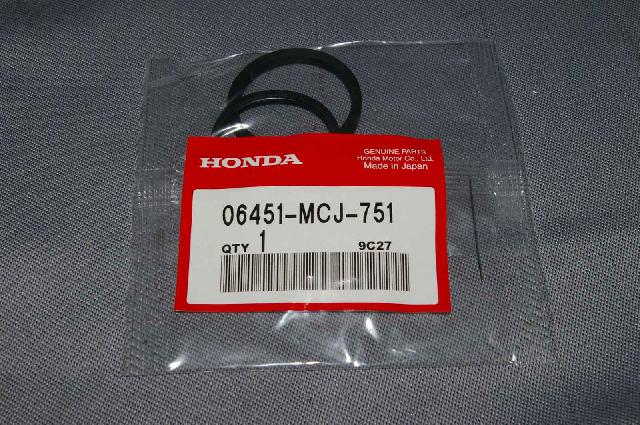 HONDA
GENUINE PARTS
Honda Motor Co., Ltd.
Made in Japan
06451-MCJ-751
QTY 1 9C27